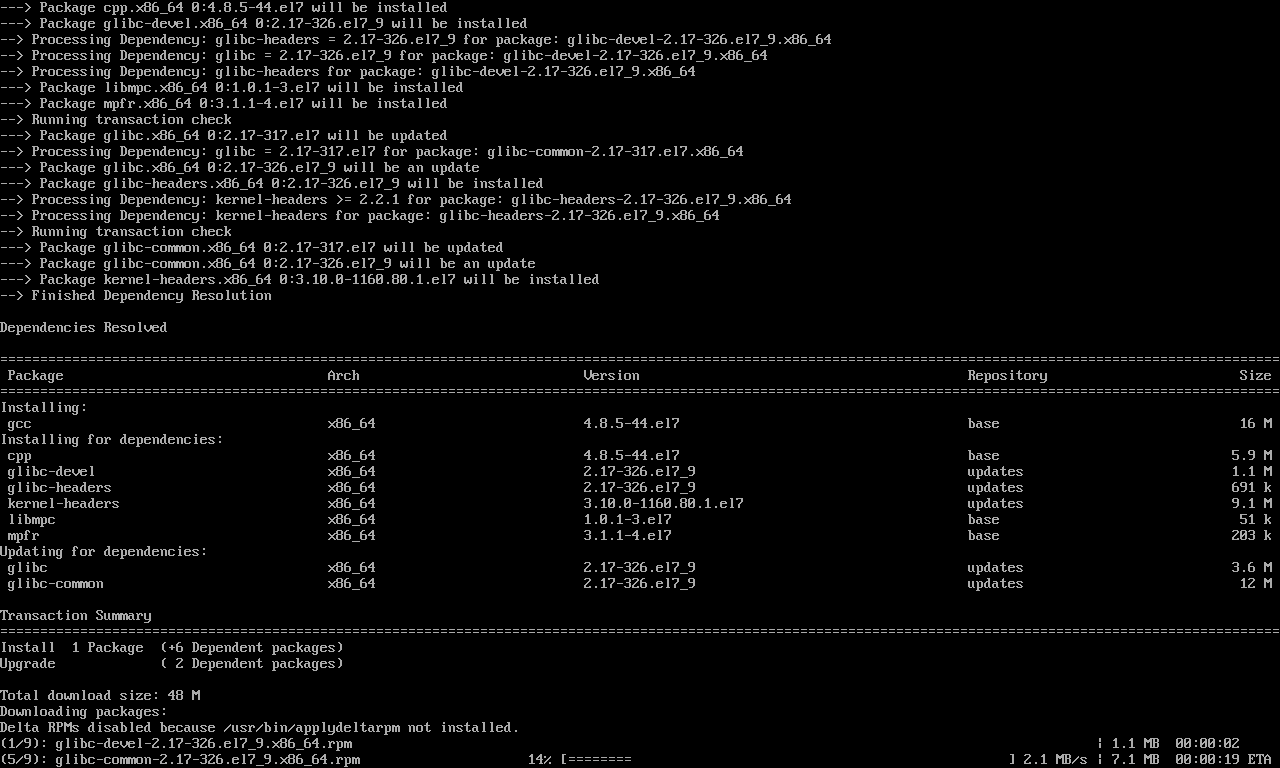 ---> Package cpp.x86_64 0:4.8.5-44.el7 will be installed
---> Package glibc-devel.x86_64 0:2.17-326.el7_9 will be installed
--> Processing Dependency: glibc-headers = 2.17-326.el7_9 for package: glibc-devel-2.17-326.el7_9.x86_64
--> Processing Dependency: glibc = 2.17-326.el7_9 for package: glibc-devel-2.17-326.el7_9.x86_64
--> Processing Dependency: glibc-headers for package: glibc-devel-2.17-326.el7_9.x86_64
---> Package libmpc.x86_64 0:1.0.1-3.el7 will be installed
---> Package mpfr.x86_64 0:3.1.1-4.el7 will be installed
--> Running transaction check
---> Package glibc.x86_64 0:2.17-317.el7 will be updated
--> Processing Dependency: glibc = 2.17-317.el7 for package: glibc-common-2.17-317.el7.x86_64
---> Package glibc.x86_64 0:2.17-326.el7_9 will be an update
---> Package glibc-headers.x86_64 0:2.17-326.el7_9 will be installed
--> Processing Dependency: kernel-headers >= 2.2.1 for package: glibc-headers-2.17-326.el7_9.x86_64
--> Processing Dependency: kernel-headers for package: glibc-headers-2.17-326.el7_9.x86_64
--> Running transaction check
---> Package glibc-common.x86_64 0:2.17-317.el7 will be updated
---> Package glibc-common.x86_64 0:2.17-326.el7_9 will be an update
---> Package kernel-headers.x86_64 0:3.10.0-1160.80.1.el7 will be installed
--> Finished Dependency Resolution
Dependencies Resolved
Package Arch Version Repository Size
Installing:
gcc x86_64 4.8.5-44.el7 base 16 M
Installing for dependencies:
cpp x86_64 4.8.5-44.el7 base 5.9 M
glibc-devel x86_64 2.17-326.el7_9 updates 1.1 M
glibc-headers x86_64 2.17-326.el7_9 updates 691 k
kernel-headers x86_64 3.10.0-1160.80.1.el7 updates 9.1 M
libmpc x86_64 1.0.1-3.el7 base 51 k
mpfr x86_64 3.1.1-4.el7 base 203 k
Updating for dependencies:
glibc x86_64 2.17-326.el7_9 updates 3.6 M
glibc-common x86_64 2.17-326.el7_9 updates 12 M
Transaction Summary
Install 1 Package (+6 Dependent packages)
Upgrade ( 2 Dependent packages)
Total download size: 48 M
Downloading packages:
Delta RPMs disabled because /usr/bin/applydeltarpm not installed.
(1/9): glibc-devel-2.17-326.el7_9.x86_64.rpm | 1.1 MB 00:00:02
(5/9): glibc-common-2.17-326.el7_9.x86_64.rpm 14% [======== ] 2.1 MB/s | 7.1 MB 00:00:19 ETA